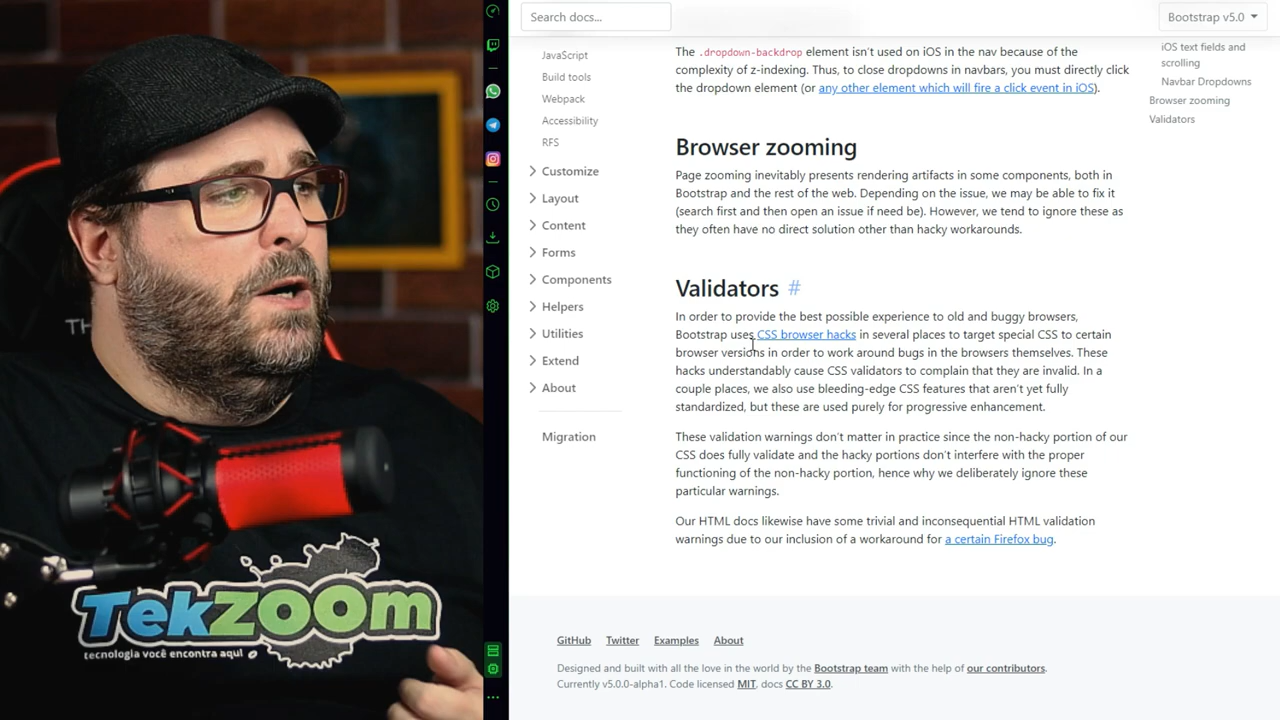 Search docs...
Bootstrap v5.0
JavaScript
Build tools
Webpack
Accessibility
RFS
Customize
Layout
Content
Forms
Components
Helpers
Utilities
Extend
About
Migration
The .dropdown-backdrop element isn't used on iOS in the nav because of the
complexity of z-indexing. Thus, to close dropdowns in navbars, you must directly click
the dropdown element (or any other element which will fire a click event in iOS).
Browser zooming
Page zooming inevitably presents rendering artifacts in some components, both in
Bootstrap and the rest of the web. Depending on the issue, we may be able to fix it
(search first and then open an issue if need be). However, we tend to ignore these as
they often have no direct solution other than hacky workarounds.
Validators #
In order to provide the best possible experience to old and buggy browsers,
Bootstrap uses CSS browser hacks in several places to target special CSS to certain
browser versions in order to work around bugs in the browsers themselves. These
hacks understandably cause CSS validators to complain that they are invalid. In a
couple places, we also use bleeding-edge CSS features that aren't yet fully
standardized, but these are used purely for progressive enhancement.
These validation warnings don't matter in practice since the non-hacky portion of our
CSS does fully validate and the hacky portions don't interfere with the proper
functioning of the non-hacky portion, hence why we deliberately ignore these
particular warnings.
Our HTML docs likewise have some trivial and inconsequential HTML validation
warnings due to our inclusion of a workaround for a certain Firefox bug.
iOS text fields and
scrolling
Navbar Dropdowns
Browser zooming
Validators
GitHub Twitter Examples About
Designed and built with all the love in the world by the Bootstrap team with the help of our contributors.
Currently v5.0.0-alpha1. Code licensed MIT, docs CC BY 3.0.
TH
TekZOOm
tecnologia você encontra aqui